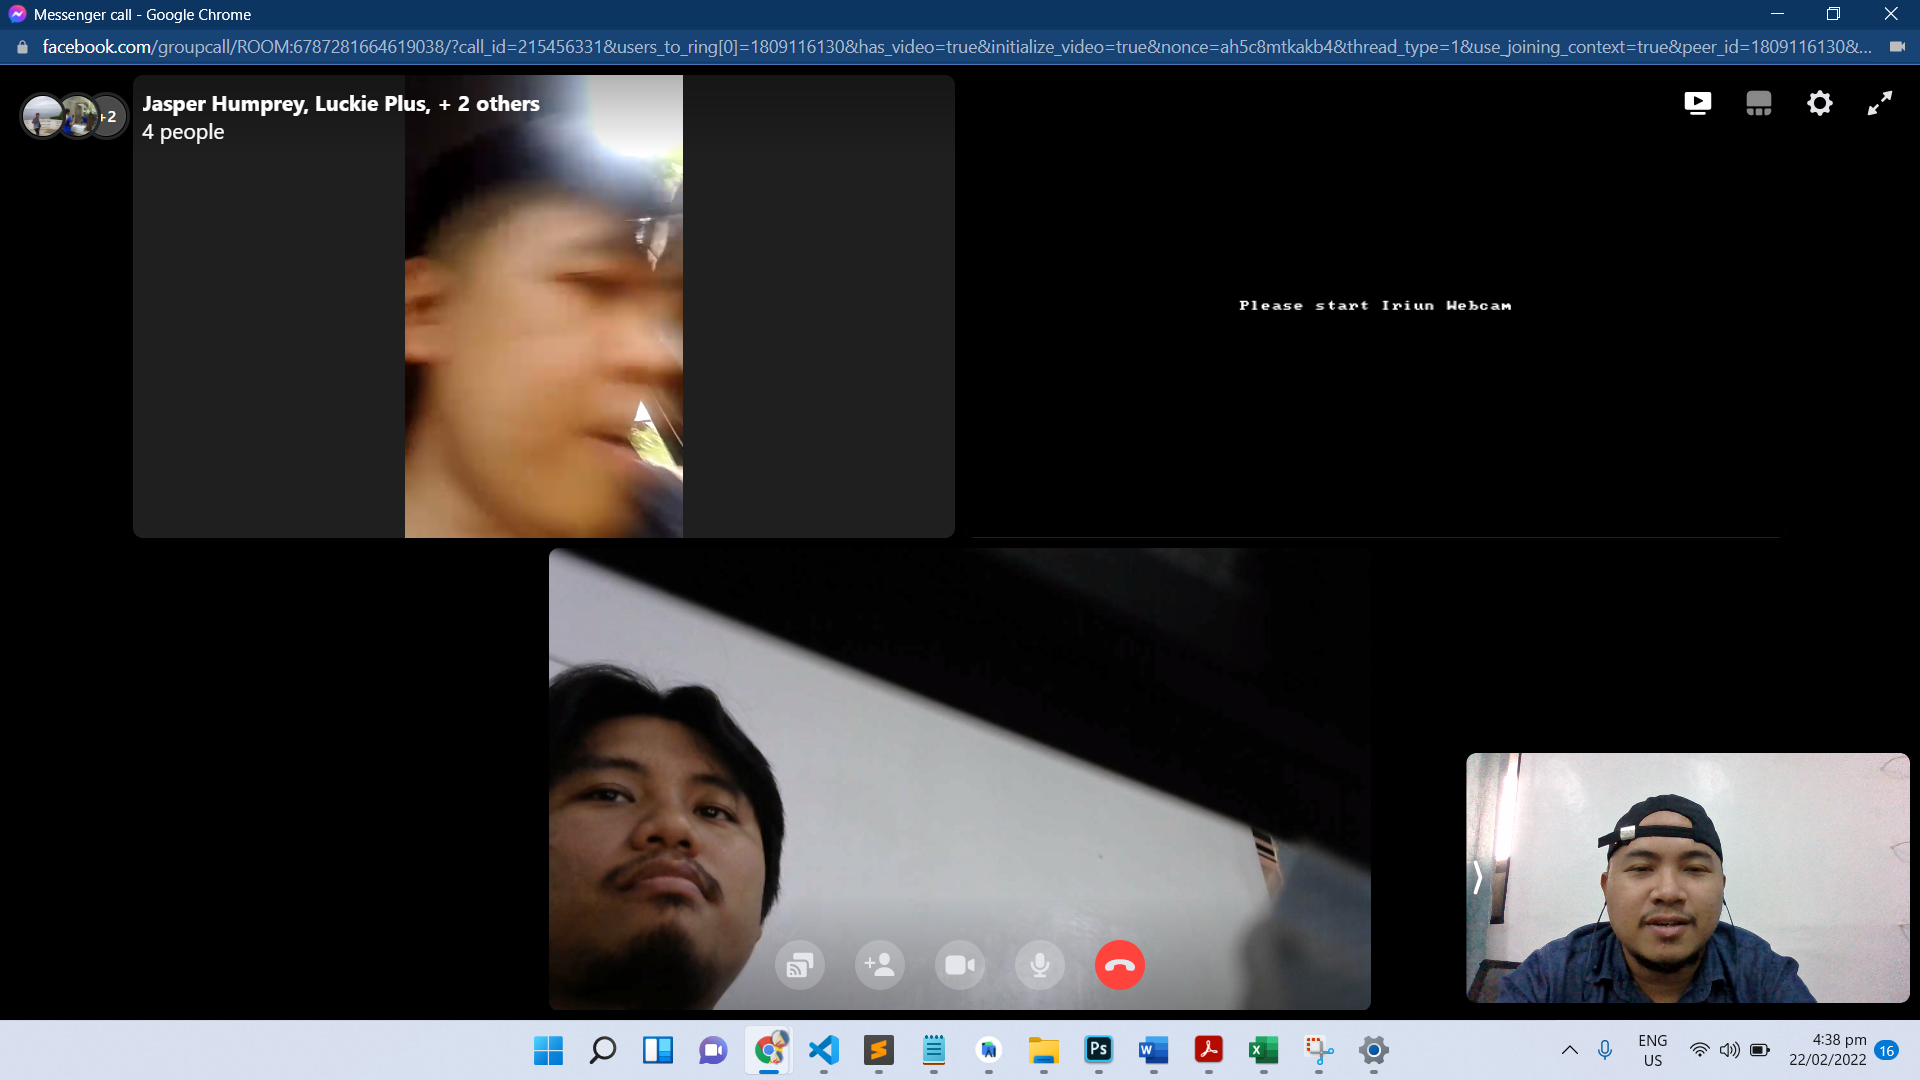 Messenger call - Google Chrome
facebook.com/groupcall/ROOM:6787281664619038/?call_id=215456331&users_to_ring[0]=1809116130&has_video=true&initialize_video=true&nonce=ah5c8mtkakb4&thread_type=1&use_joining_context=true&peer_id=1809116130&...
+2
Jasper Humprey, Luckie Plus, + 2 others
4 people
Please start Iriun Webcam
Ps
W
X
ENG
US
4:38 pm
22/02/2022
16